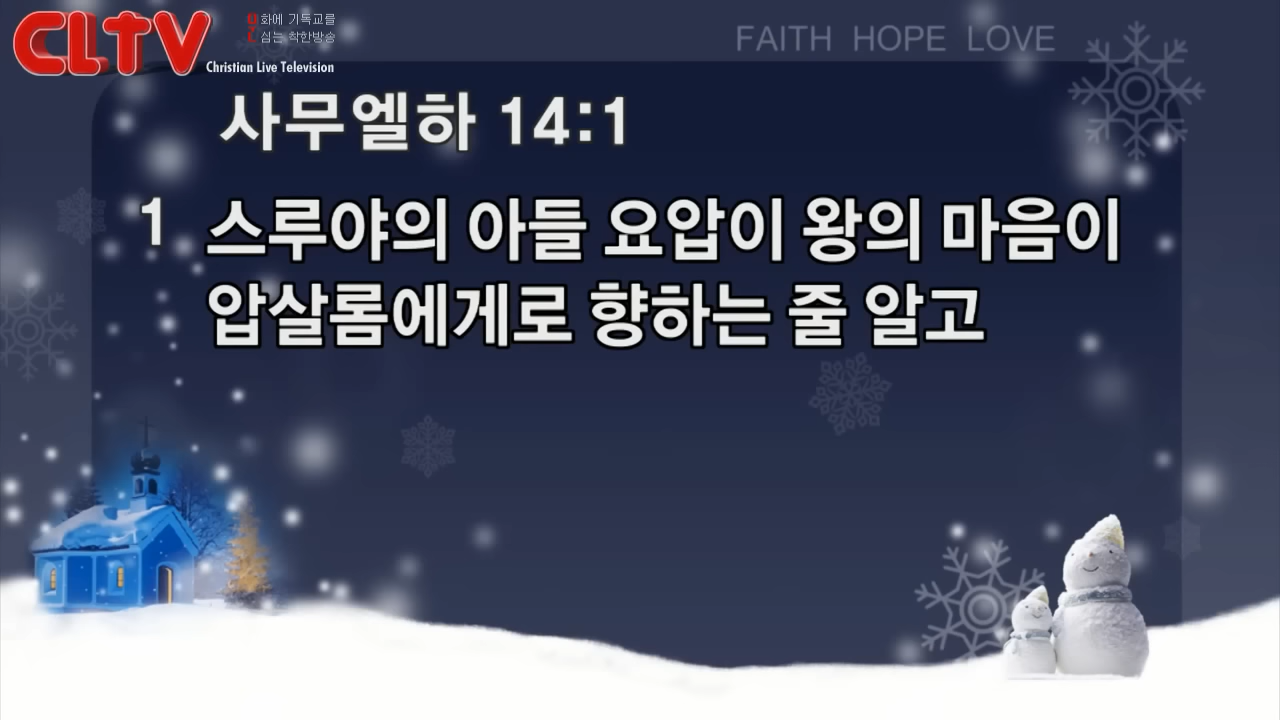 CLTV
화에 기독교를
심는 착한방송
Christian Live Television
FAITH HOPE LOVE
사무엘하 14:1
1 스루야의 아들 요압이 왕의 마음이
압살롬에게로 향하는 줄 알고